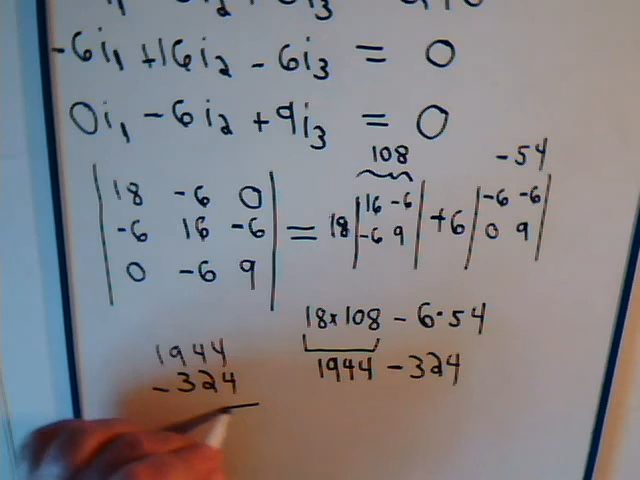 -6i₁ +16i₂ - 6i₃ = 0
0i₁ - 6i₂ + 9i₃ = 0
108 -54
| 18 -6 0 |
| -6 16 -6 | = 18 | 16 -6 | + 6 | -6 -6 |
| 0 -6 9 | | -6 9 | | 0 9 |
18×108 - 6·54
1944 1944 - 324
- 324